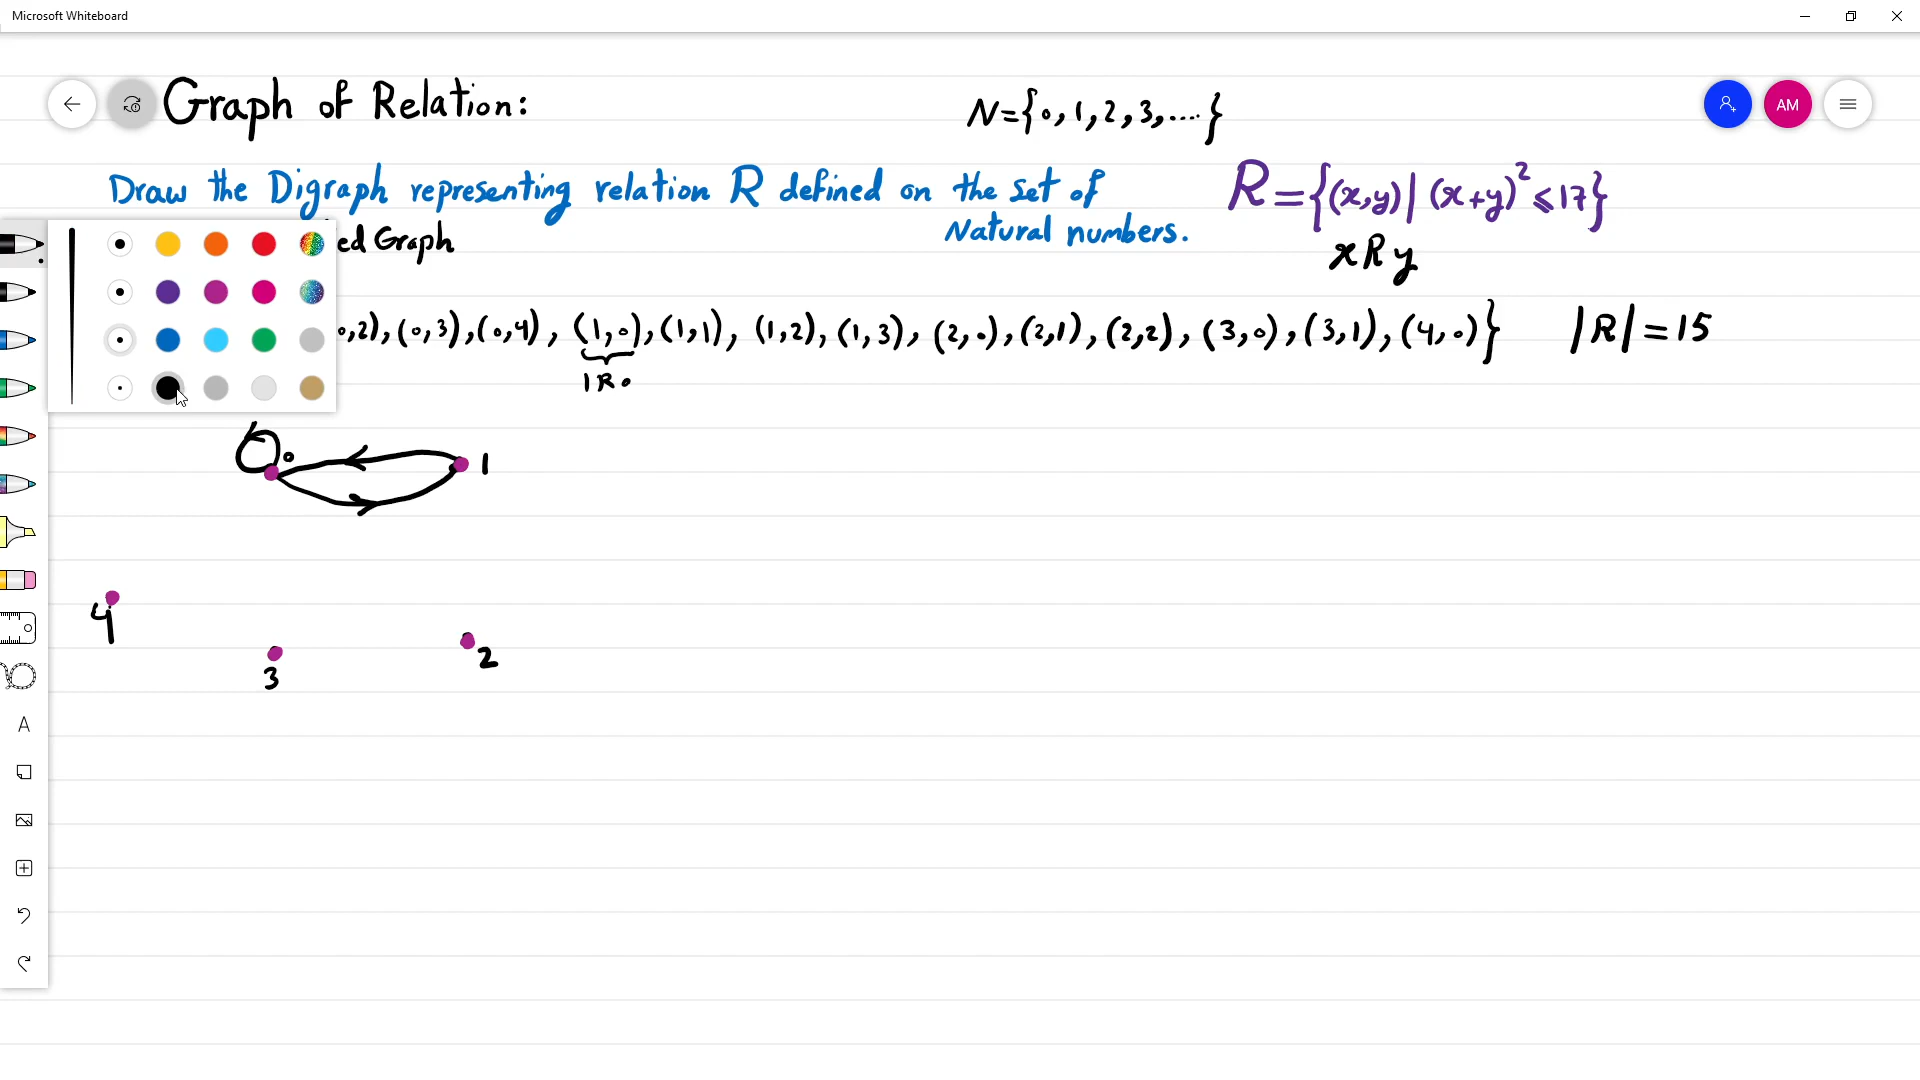 Microsoft Whiteboard
Graph of Relation:
N={0,1,2,3,....}
AM
Draw the Digraph representing relation R defined on the set of
Natural numbers.
R={(x,y)| (x+y)² ≤ 17}
xRy
ed Graph
0,2),(0,3),(0,4), (1,0),(1,1), (1,2),(1,3), (2,0),(2,1),(2,2),(3,0),(3,1),(4,0)} |R|=15
1R0
0
1
4
3
2
A